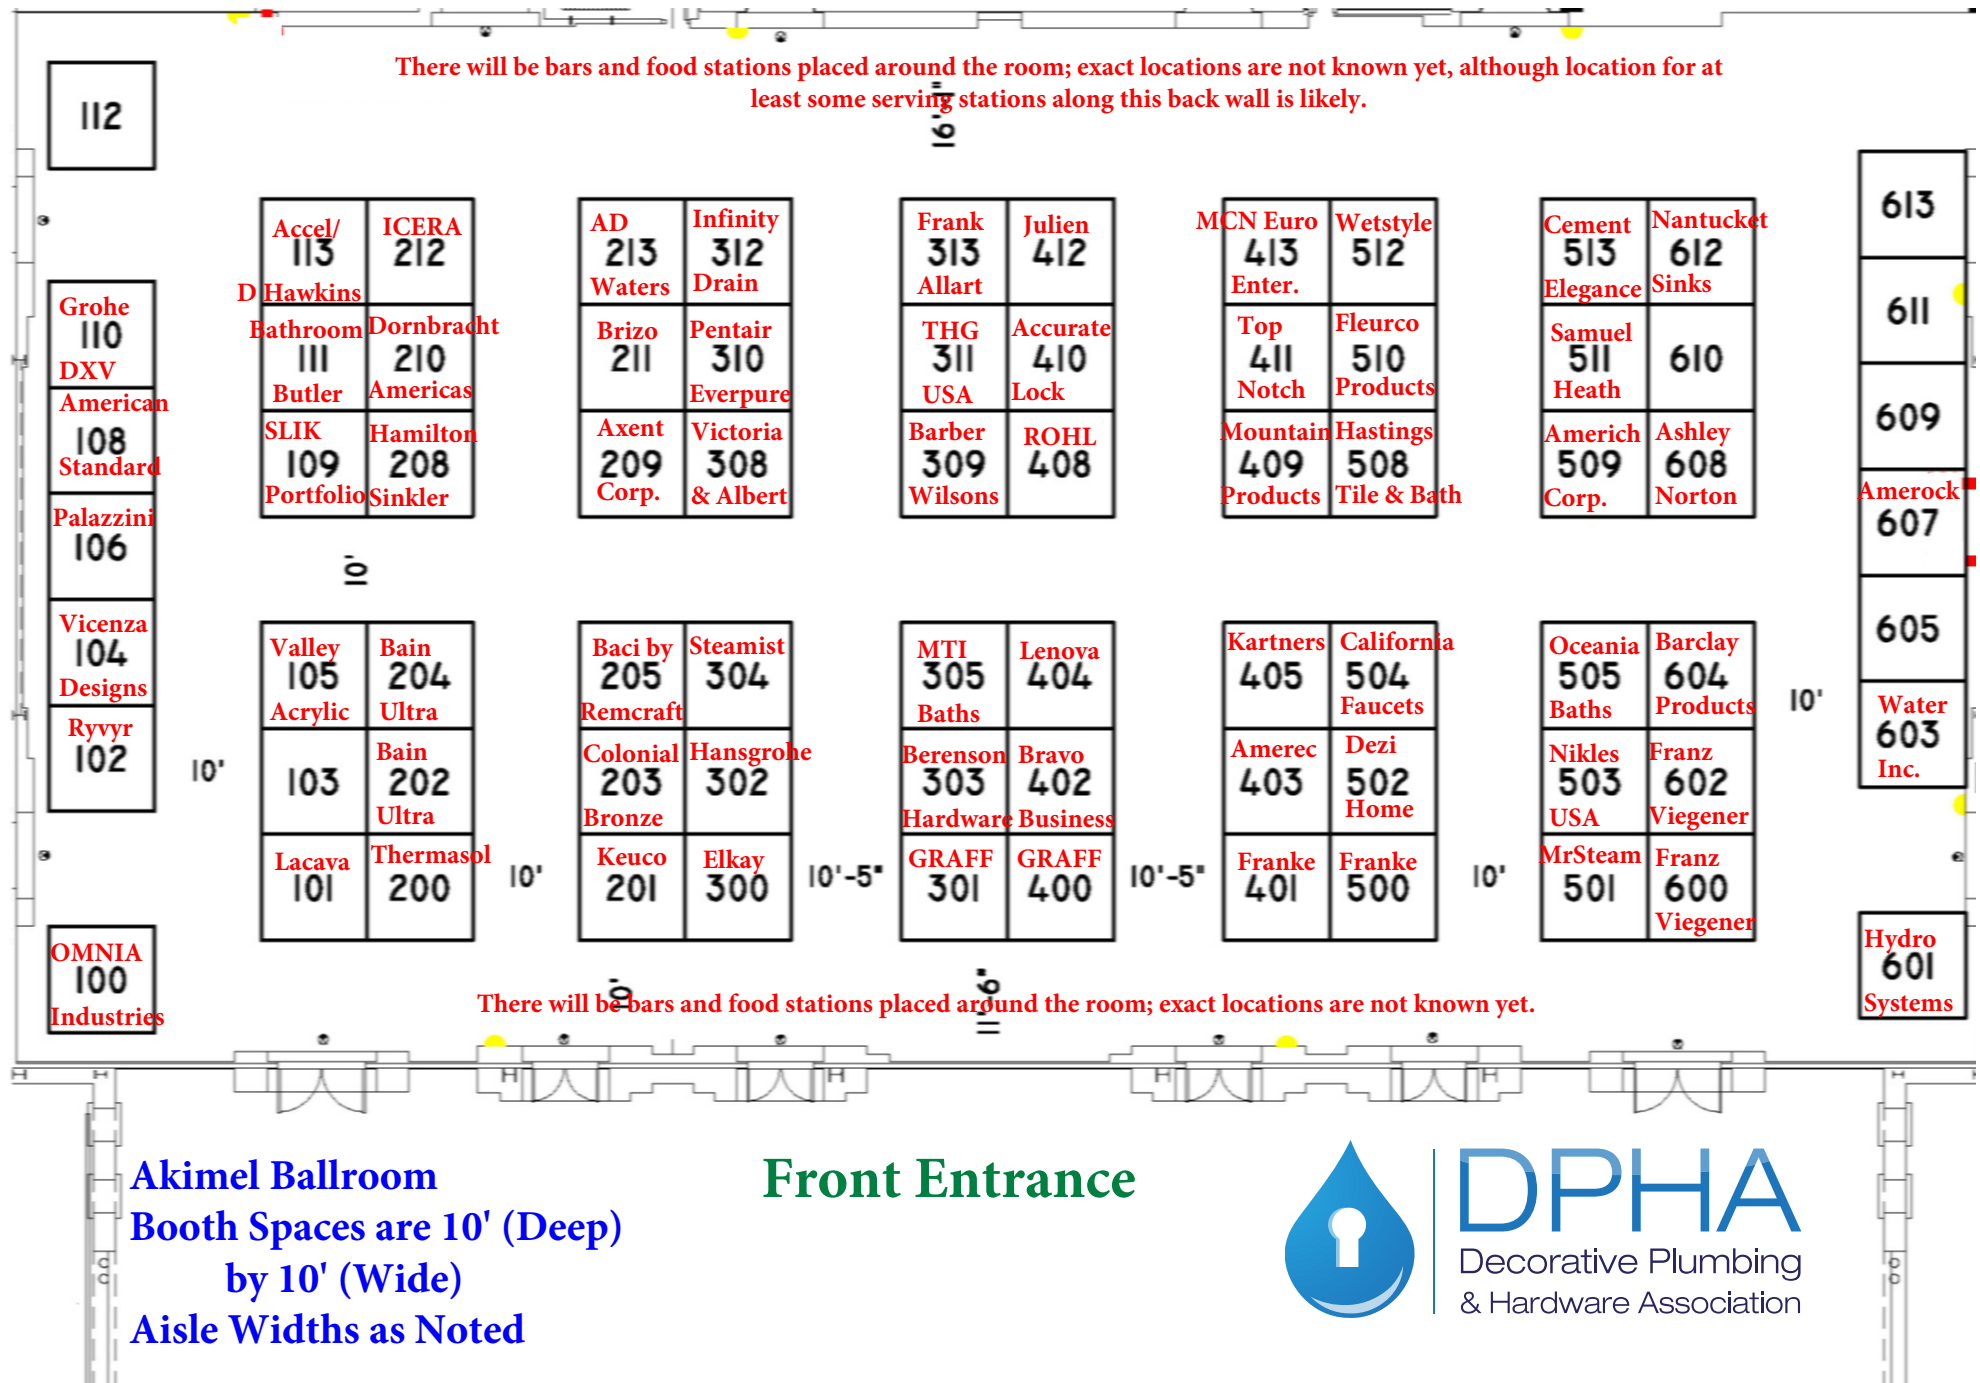 There will be bars and food stations placed around the room; exact locations are not known yet, although location for at
least some serving stations along this back wall is likely.
16'-1"
112
Grohe
110
DXV
American
108
Standard
Palazzini
106
Vicenza
104
Designs
Ryvyr
102
OMNIA
100
Industries
Accel/
113
D Hawkins
ICERA
212
Bathroom
111
Butler
Dornbracht
210
Americas
SLIK
109
Portfolio
Hamilton
208
Sinkler
AD
213
Waters
Infinity
312
Drain
Brizo
211
Pentair
310
Everpure
Axent
209
Corp.
Victoria
308
& Albert
Frank
313
Allart
Julien
412
THG
311
USA
Accurate
410
Lock
Barber
309
Wilsons
ROHL
408
MCN Euro
413
Enter.
Wetstyle
512
Top
411
Notch
Fleurco
510
Products
Mountain
409
Products
Hastings
508
Tile & Bath
Cement
513
Elegance
Nantucket
612
Sinks
Samuel
511
Heath
610
Americh
509
Corp.
Ashley
608
Norton
613
611
609
Amerock
607
605
Water
603
Inc.
Hydro
601
Systems
10'
10'
Valley
105
Acrylic
Bain
204
Ultra
103
Bain
202
Ultra
Lacava
101
Thermasol
200
10'
Baci by
205
Remcraft
Steamist
304
Colonial
203
Bronze
Hansgrohe
302
Keuco
201
Elkay
300
10'-5"
MTI
305
Baths
Lenova
404
Berenson
303
Hardware
Bravo
402
Business
GRAFF
301
GRAFF
400
10'-5"
Kartners
405
California
504
Faucets
Amerec
403
Dezi
502
Home
Franke
401
Franke
500
10'
Oceania
505
Baths
Barclay
604
Products
Nikles
503
USA
Franz
602
Viegener
MrSteam
501
Franz
600
Viegener
10'
10'
11'-6"
There will be bars and food stations placed around the room; exact locations are not known yet.
Akimel Ballroom
Booth Spaces are 10' (Deep)
by 10' (Wide)
Aisle Widths as Noted
Front Entrance
DPHA
Decorative Plumbing
& Hardware Association